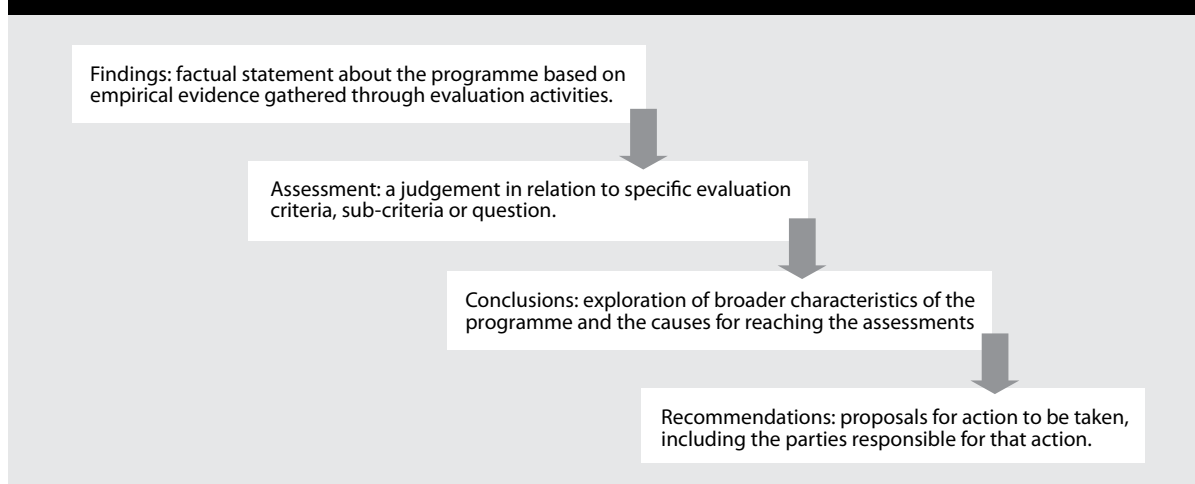 Findings: factual statement about the programme based on
empirical evidence gathered through evaluation activities.
Assessment: a judgement in relation to specific evaluation
criteria, sub-criteria or question.
Conclusions: exploration of broader characteristics of the
programme and the causes for reaching the assessments
Recommendations: proposals for action to be taken,
including the parties responsible for that action.